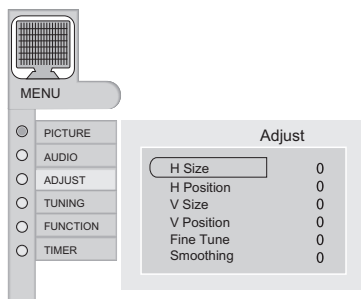 MENU
PICTURE
AUDIO
ADJUST
TUNING
FUNCTION
TIMER
Adjust
H Size 0
H Position 0
V Size 0
V Position 0
Fine Tune 0
Smoothing 0